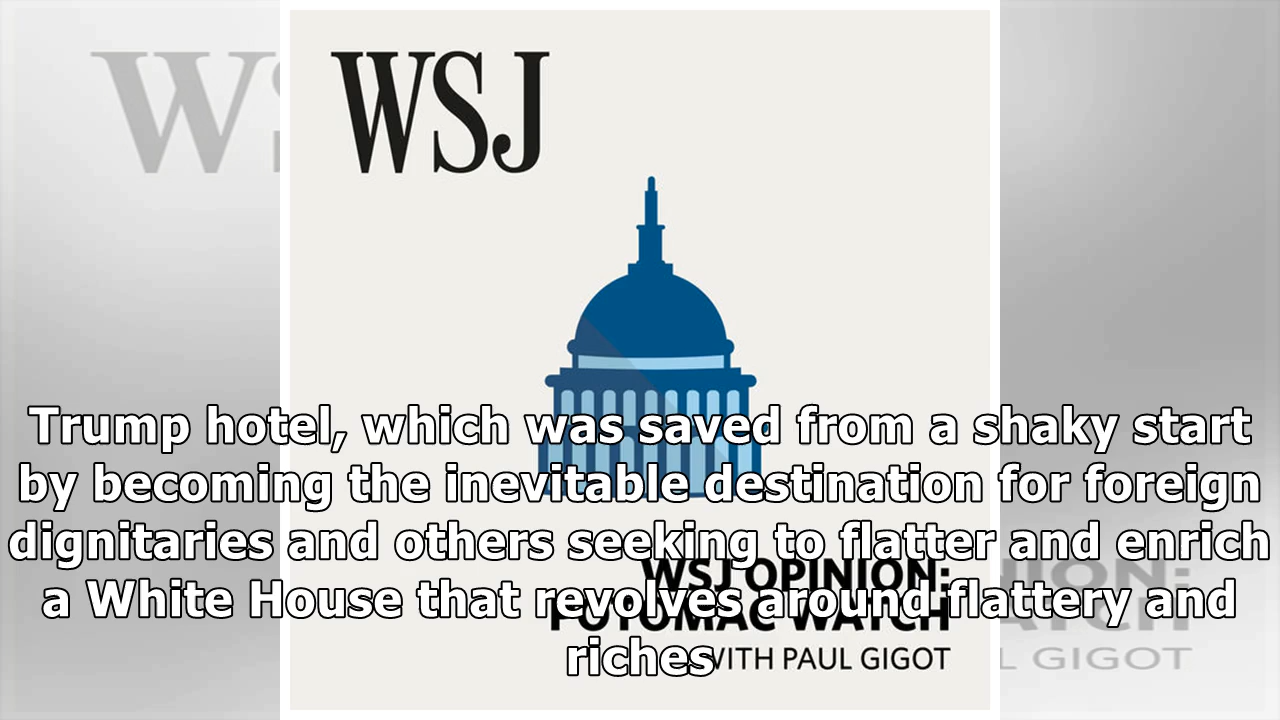 WSJ
Trump hotel, which was saved from a shaky start
by becoming the inevitable destination for foreign
dignitaries and others seeking to flatter and enrich
a White House that revolves around flattery and
riches
WSJ OPINION:
POTOMAC WATCH
WITH PAUL GIGOT